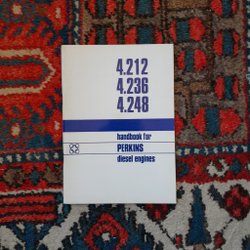 4.212
4.236
4.248
handbook for
PERKINS
diesel engines